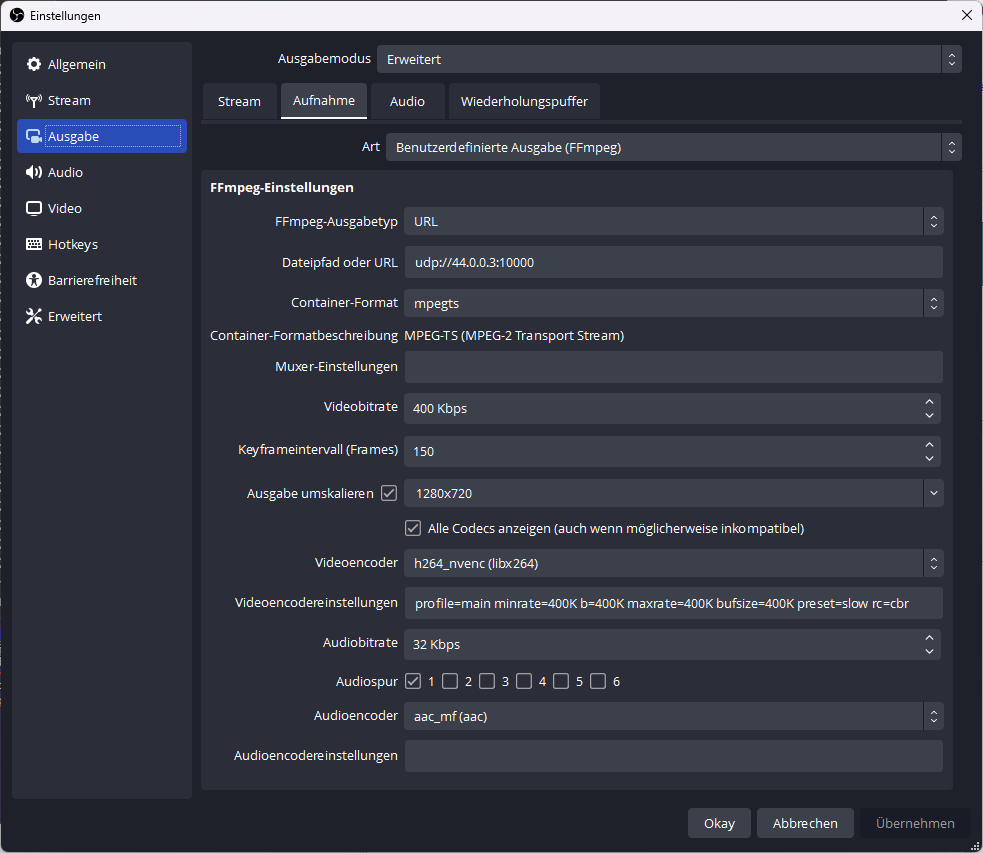 Einstellungen
Allgemein
Stream
Ausgabe
Audio
Video
Hotkeys
Barrierefreiheit
Erweitert
Ausgabemodus Erweitert
Stream Aufnahme Audio Wiederholungspuffer
Art Benutzerdefinierte Ausgabe (FFmpeg)
FFmpeg-Einstellungen
FFmpeg-Ausgabetyp URL
Dateipfad oder URL udp://44.0.0.3:10000
Container-Format mpegts
Container-Formatbeschreibung MPEG-TS (MPEG-2 Transport Stream)
Muxer-Einstellungen
Videobitrate 400 Kbps
Keyframeintervall (Frames) 150
Ausgabe umskalieren 1280x720
Alle Codecs anzeigen (auch wenn möglicherweise inkompatibel)
Videoencoder h264_nvenc (libx264)
Videoencodereinstellungen profile=main minrate=400K b=400K maxrate=400K bufsize=400K preset=slow rc=cbr
Audiobitrate 32 Kbps
Audiospur 1 2 3 4 5 6
Audioencoder aac_mf (aac)
Audioencodereinstellungen
Okay Abbrechen Übernehmen